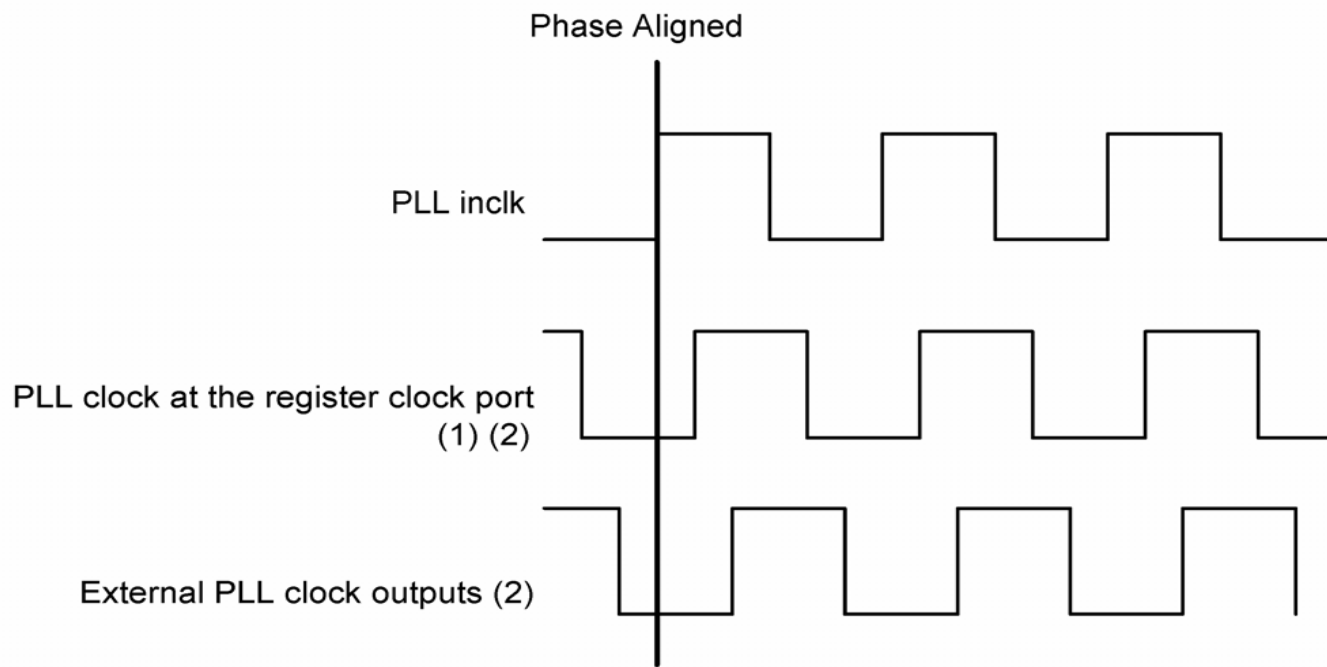 Phase Aligned
PLL inclk
PLL clock at the register clock port
(1) (2)
External PLL clock outputs (2)